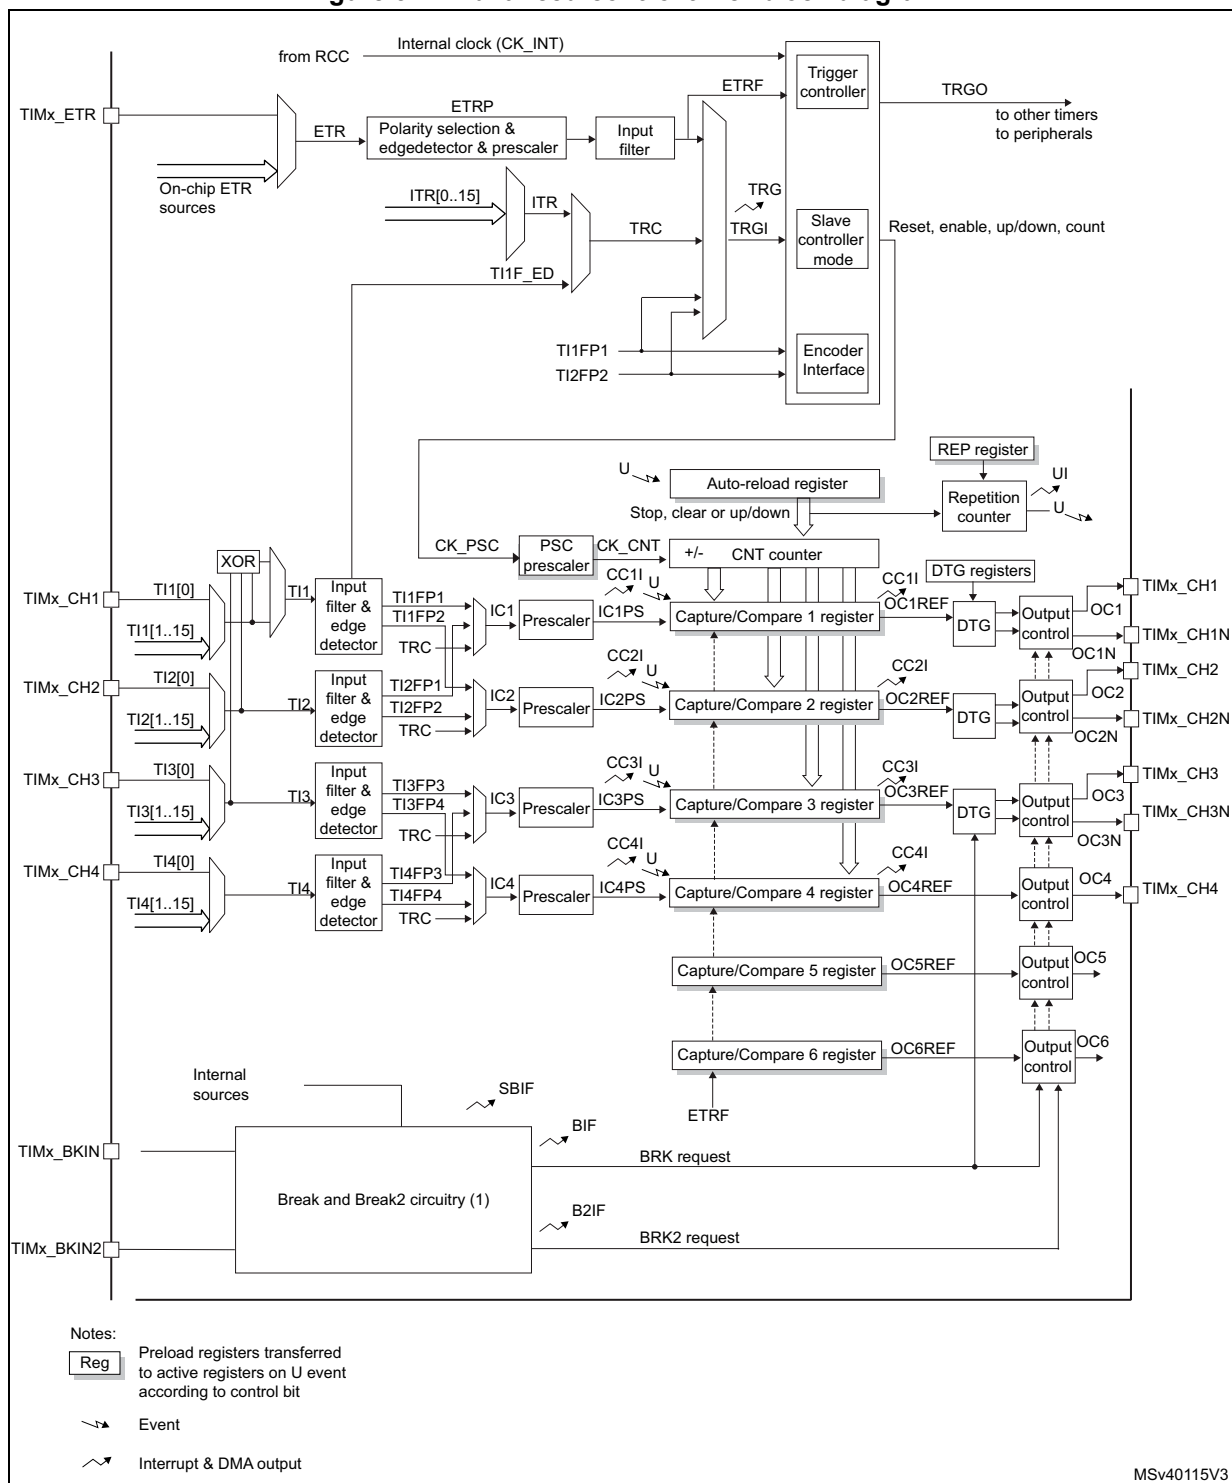 Internal clock (CK_INT)
from RCC
Trigger
controller
ETRF
TRGO
to other timers
to peripherals
TIMx_ETR
ETRP
ETR
Polarity selection &
edgedetector & prescaler
Input
filter
On-chip ETR
sources
ITR[0..15]
ITR
TRC
TRG
TRGI
Slave
controller
mode
Reset, enable, up/down, count
TI1F_ED
TI1FP1
TI2FP2
Encoder
Interface
REP register
U
Auto-reload register
Stop, clear or up/down
Repetition
counter
UI
U
CK_PSC
PSC
prescaler
CK_CNT
+/-
CNT counter
DTG registers
XOR
TIMx_CH1
TI1[0]
TI1[1..15]
TI1
Input
filter &
edge
detector
TI1FP1
TI1FP2
TRC
IC1
Prescaler
IC1PS
CC1I
U
Capture/Compare 1 register
CC1I
OC1REF
DTG
Output
control
OC1
OC1N
TIMx_CH1
TIMx_CH1N
TIMx_CH2
TI2[0]
TI2[1..15]
TI2
Input
filter &
edge
detector
TI2FP1
TI2FP2
TRC
IC2
Prescaler
IC2PS
CC2I
U
Capture/Compare 2 register
CC2I
OC2REF
DTG
Output
control
OC2
OC2N
TIMx_CH2
TIMx_CH2N
TIMx_CH3
TI3[0]
TI3[1..15]
TI3
Input
filter &
edge
detector
TI3FP3
TI3FP4
TRC
IC3
Prescaler
IC3PS
CC3I
U
Capture/Compare 3 register
CC3I
OC3REF
DTG
Output
control
OC3
OC3N
TIMx_CH3
TIMx_CH3N
TIMx_CH4
TI4[0]
TI4[1..15]
TI4
Input
filter &
edge
detector
TI4FP3
TI4FP4
TRC
IC4
Prescaler
IC4PS
CC4I
U
Capture/Compare 4 register
CC4I
OC4REF
Output
control
OC4
TIMx_CH4
Capture/Compare 5 register
OC5REF
Output
control
OC5
Capture/Compare 6 register
OC6REF
Output
control
OC6
ETRF
Internal
sources
SBIF
TIMx_BKIN
BIF
BRK request
Break and Break2 circuitry (1)
TIMx_BKIN2
B2IF
BRK2 request
Notes:
Reg
Preload registers transferred
to active registers on U event
according to control bit
Event
Interrupt & DMA output
MSv40115V3